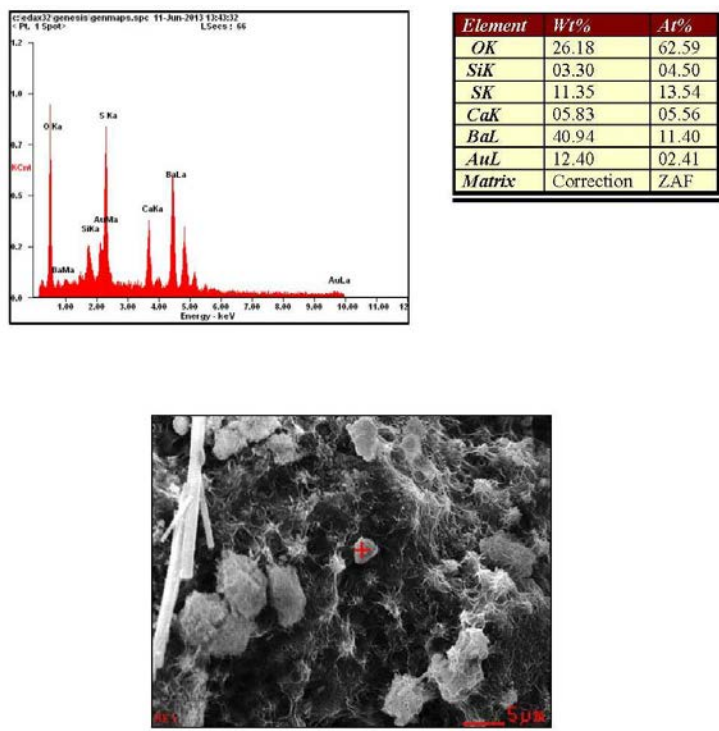 c:\edax32\genesis\genmaps.spc 11-Jun-2013 13:43:32
< Pt. 1 Spot> LSecs : 66
1.2
1.0
0.7
KCnt
0.5
0.2
0.0
O Ka
BaMa
SiKa
AuMa
S Ka
CaKa
BaLa
AuLa
1.00 2.00 3.00 4.00 5.00 6.00 7.00 8.00 9.00 10.00 11.00 12
Energy - keV
Element Wt% At%
OK 26.18 62.59
SiK 03.30 04.50
SK 11.35 13.54
CaK 05.83 05.56
BaL 40.94 11.40
AuL 12.40 02.41
Matrix Correction ZAF
5µm